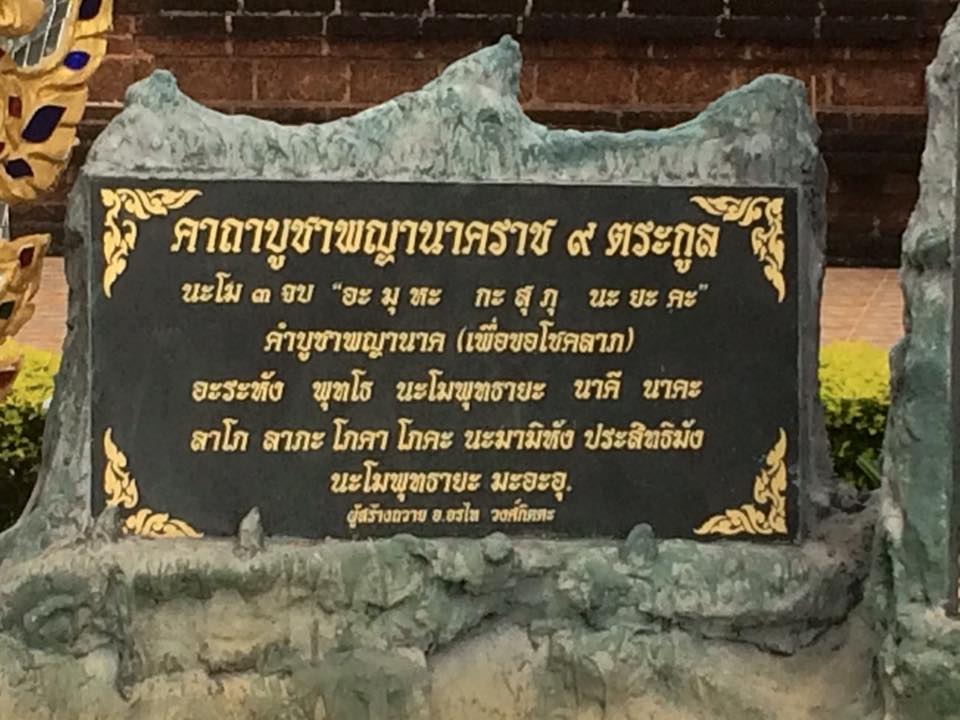 คาถาบูชาพญานาคราช ๙ ตระกูล
นะโม ๓ จบ "อะ มุ หะ กะ สุ ภุ นะ ยะ คะ"
คำบูชาพญานาค (เพื่อขอโชคลาภ)
อะระหัง พุทโธ นะโมพุทธายะ นาคี นาคะ
ลาโภ ลาภะ โภคา โภคะ นะมามิหัง ประสิทธิมัง
นะโมพุทธายะ มะอะอุ.
ผู้สร้างถวาย อ.อรไท วงศ์กิตตะ